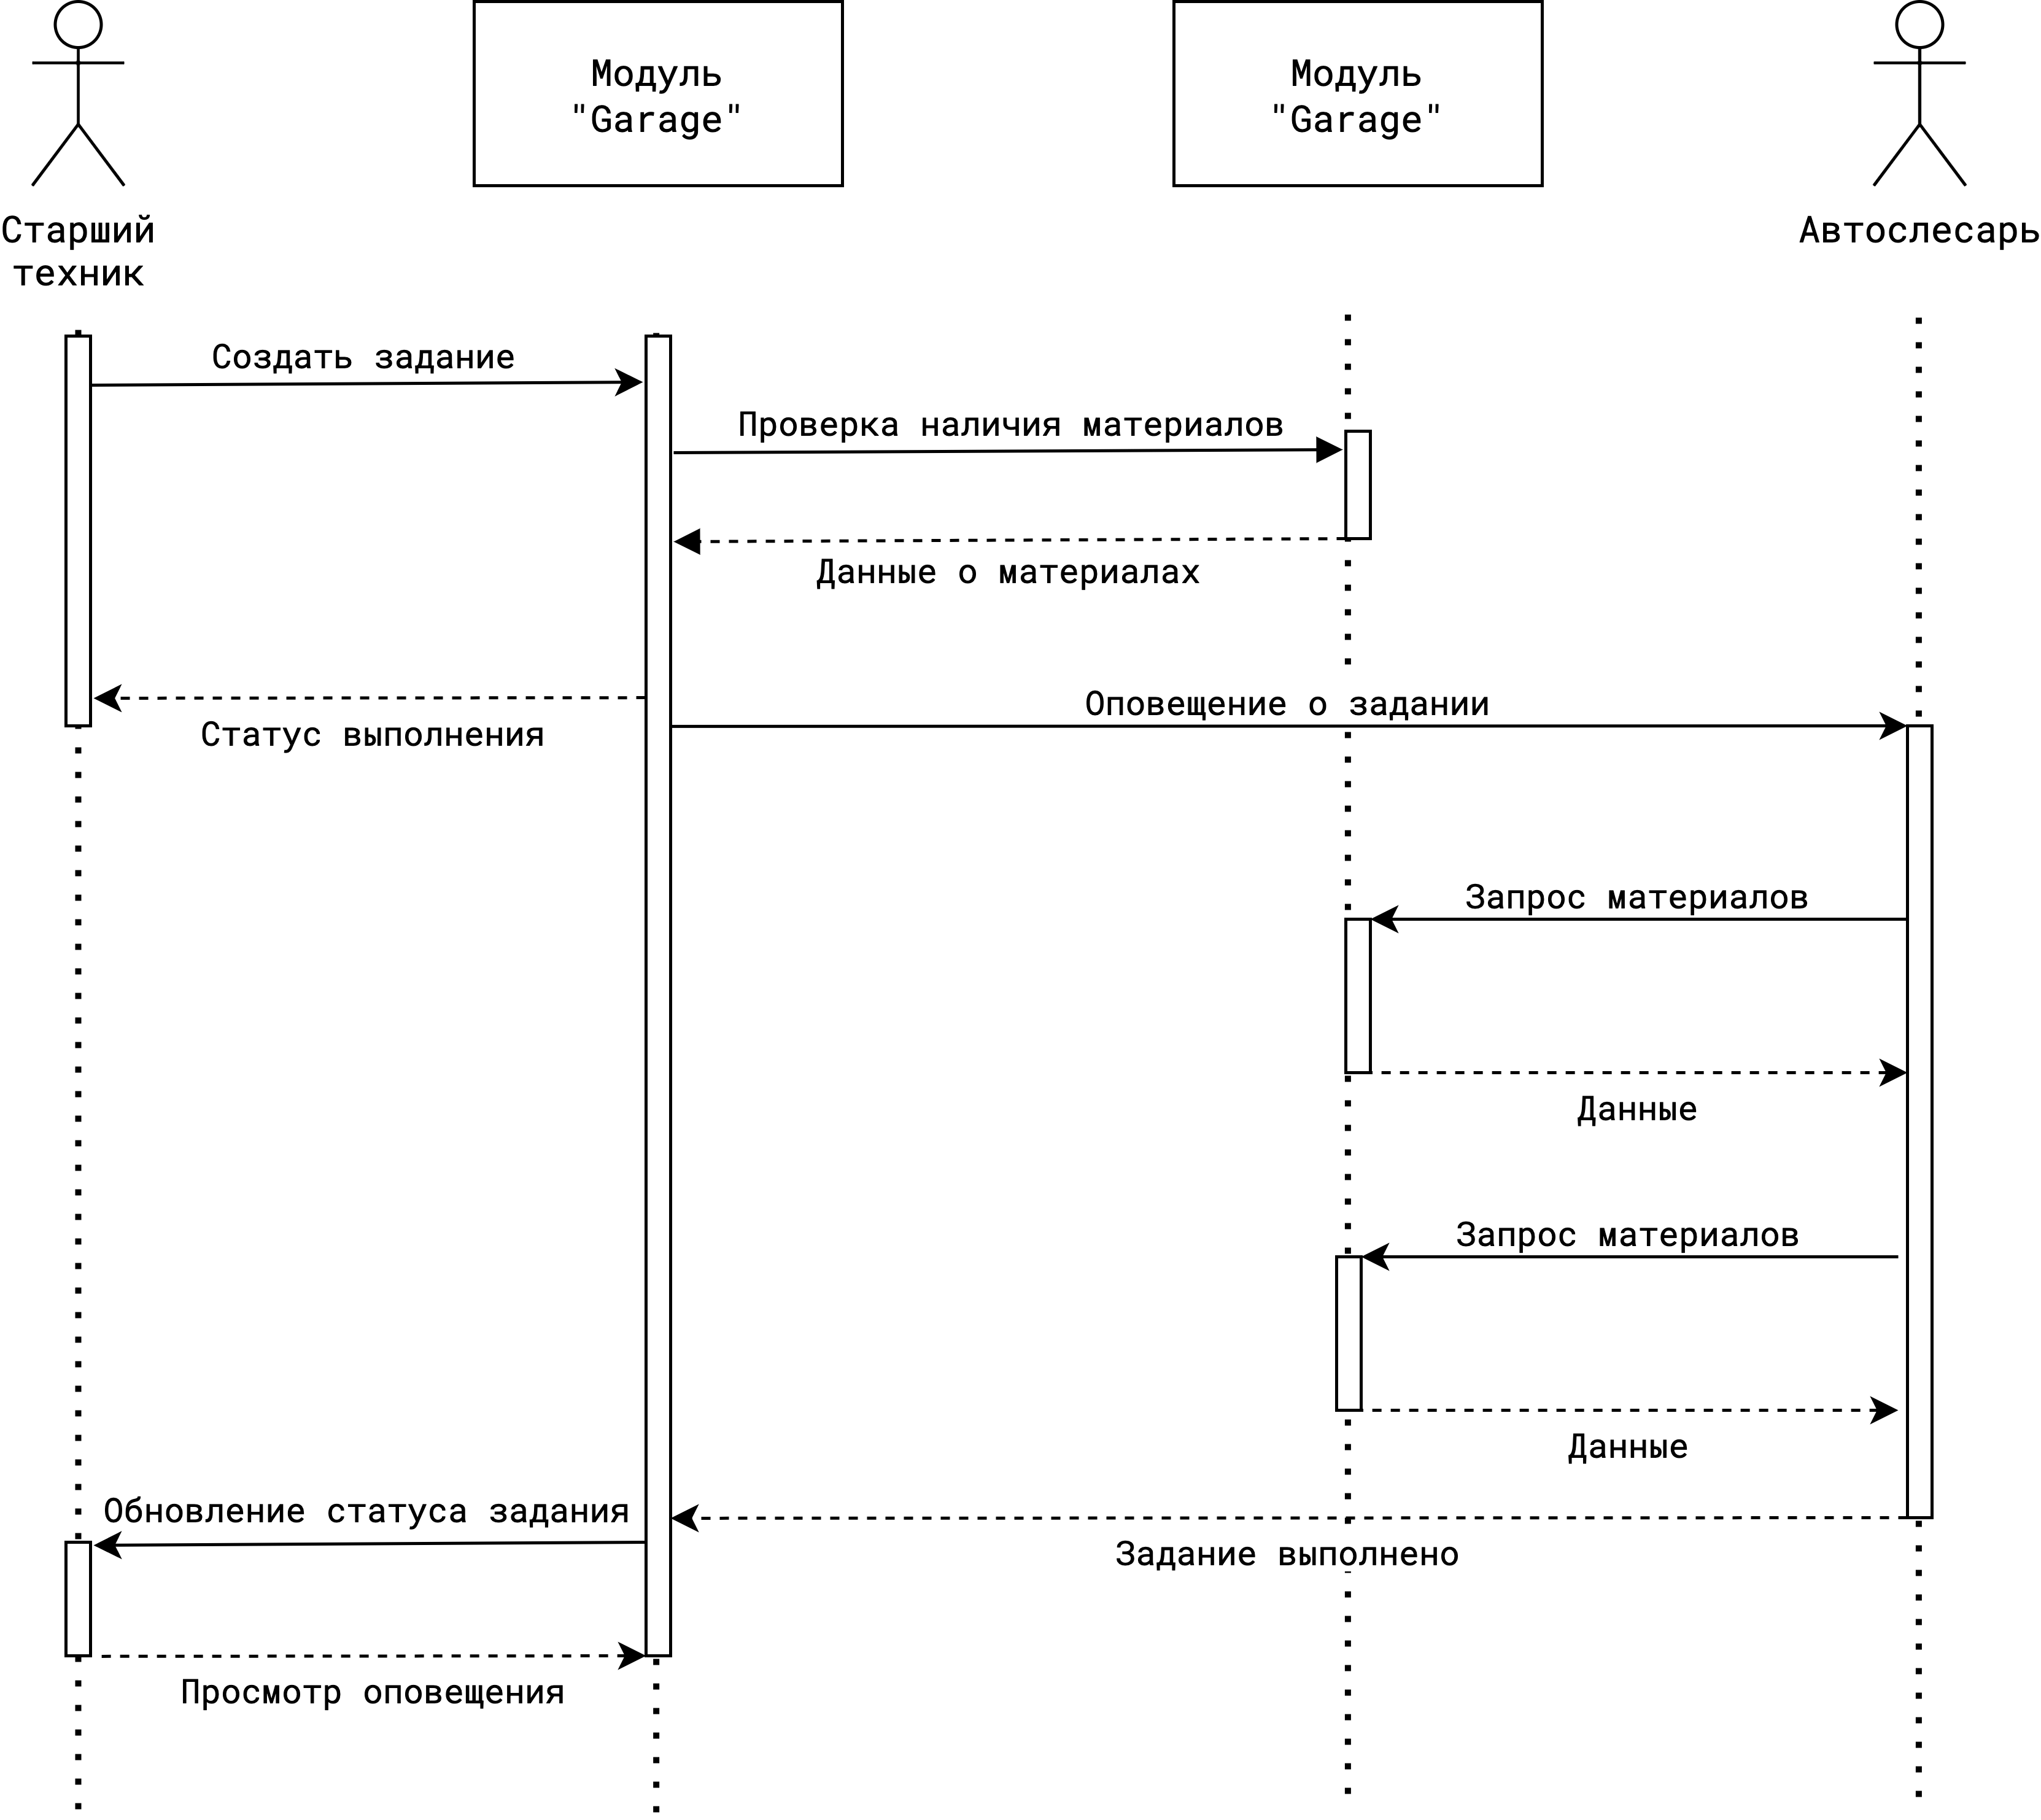 Старший
техник
Модуль
"Garage"
Модуль
"Garage"
Автослесарь
Создать задание
Проверка наличия материалов
Данные о материалах
Статус выполнения
Оповещение о задании
Запрос материалов
Данные
Запрос материалов
Данные
Обновление статуса задания
Задание выполнено
Просмотр оповещения